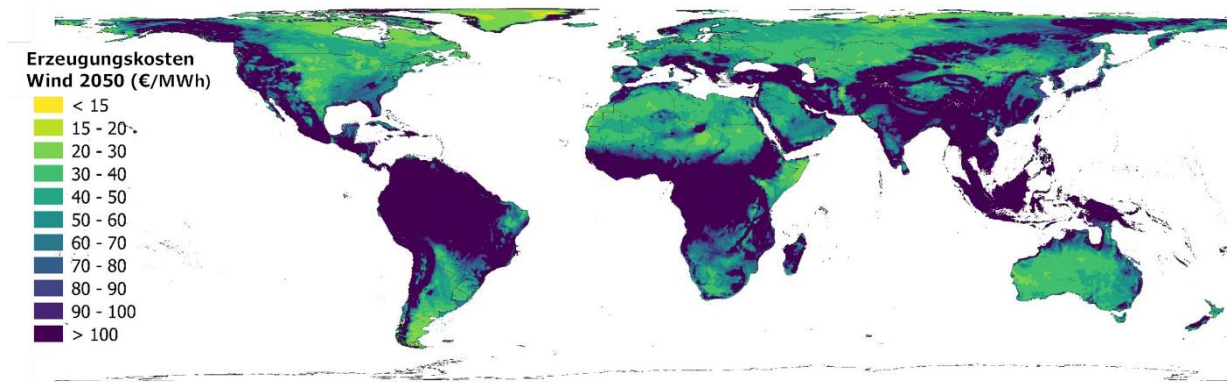 Erzeugungskosten
Wind 2050 (€/MWh)
< 15
15 - 20
20 - 30
30 - 40
40 - 50
50 - 60
60 - 70
70 - 80
80 - 90
90 - 100
> 100